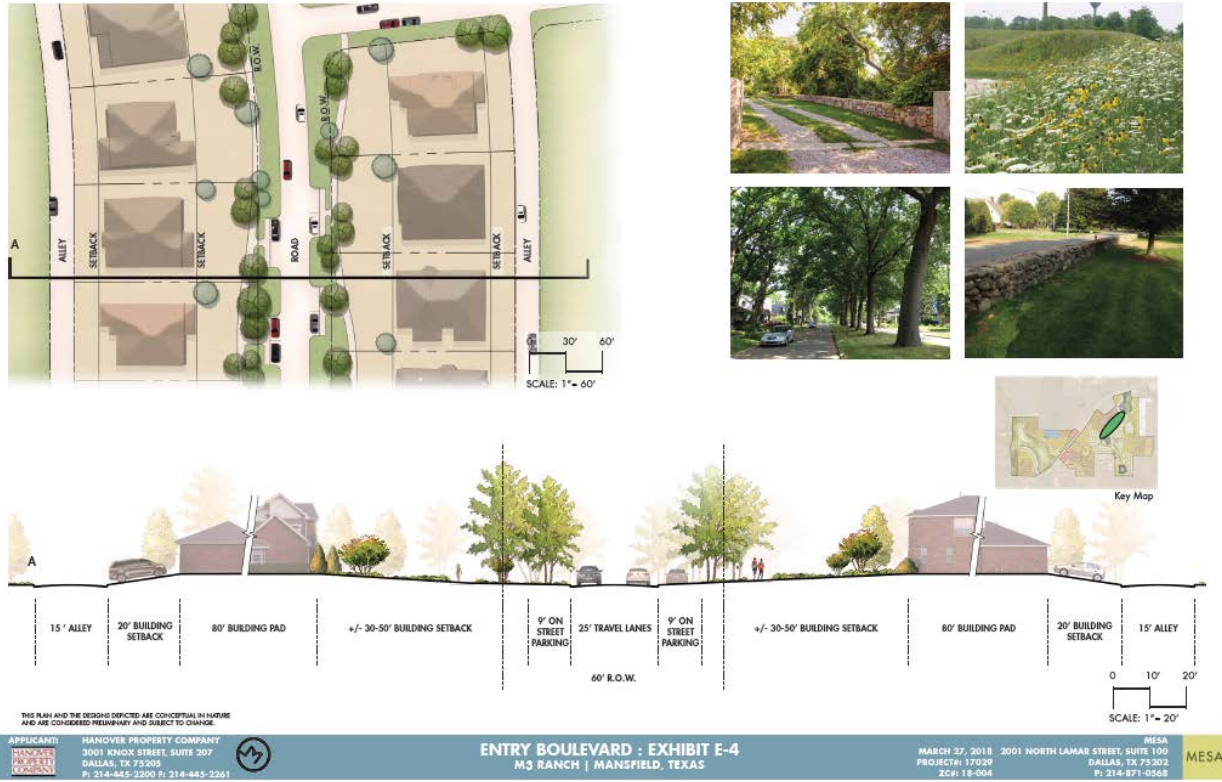 R.O.W.
R.O.W.
A
ALLEY
SETBACK
SETBACK
ROAD
SETBACK
SETBACK
ALLEY
0 30' 60'
SCALE: 1"= 60'
Key Map
A
15 ' ALLEY
20' BUILDING
SETBACK
80' BUILDING PAD
+/- 30-50' BUILDING SETBACK
9' ON
STREET
PARKING
25' TRAVEL LANES
9' ON
STREET
PARKING
+/- 30-50' BUILDING SETBACK
80' BUILDING PAD
20' BUILDING
SETBACK
15' ALLEY
60' R.O.W.
0 10' 20'
SCALE: 1"= 20'
THIS PLAN AND THE DESIGNS DEPICTED ARE CONCEPTUAL IN NATURE
AND ARE CONSIDERED PRELIMINARY AND SUBJECT TO CHANGE.
APPLICANT:
HANOVER
PROPERTY
COMPANY
HANOVER PROPERTY COMPANY
3001 KNOX STREET, SUITE 207
DALLAS, TX 75205
P: 214-445-2200 F: 214-445-2261
ENTRY BOULEVARD : EXHIBIT E-4
M3 RANCH | MANSFIELD, TEXAS
MARCH 27, 2018
PROJECT#: 17029
ZC#: 18-004
MESA
2001 NORTH LAMAR STREET, SUITE 100
DALLAS, TX 75202
P: 214-871-0568
MESA